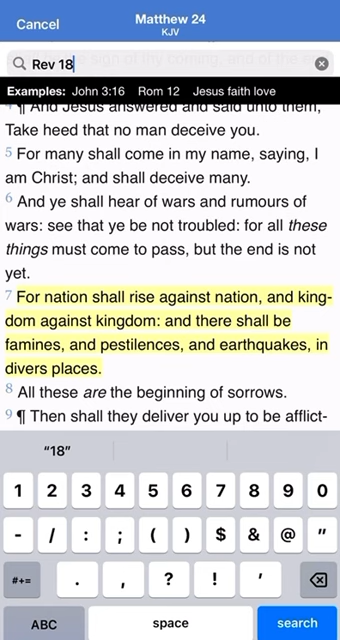 Cancel
Matthew 24
KJV
Rev 18
Examples: John 3:16 Rom 12 Jesus faith love
4 ¶ And Jesus answered and said unto them,
Take heed that no man deceive you.
5 For many shall come in my name, saying, I
am Christ; and shall deceive many.
6 And ye shall hear of wars and rumours of
wars: see that ye be not troubled: for all these
things must come to pass, but the end is not
yet.
7 For nation shall rise against nation, and king-
dom against kingdom: and there shall be
famines, and pestilences, and earthquakes, in
divers places.
8 All these are the beginning of sorrows.
9 ¶ Then shall they deliver you up to be afflict-
“18”
1 2 3 4 5 6 7 8 9 0
- / : ; ( ) $ & @ "
#+= . , ? ! '
ABC space search